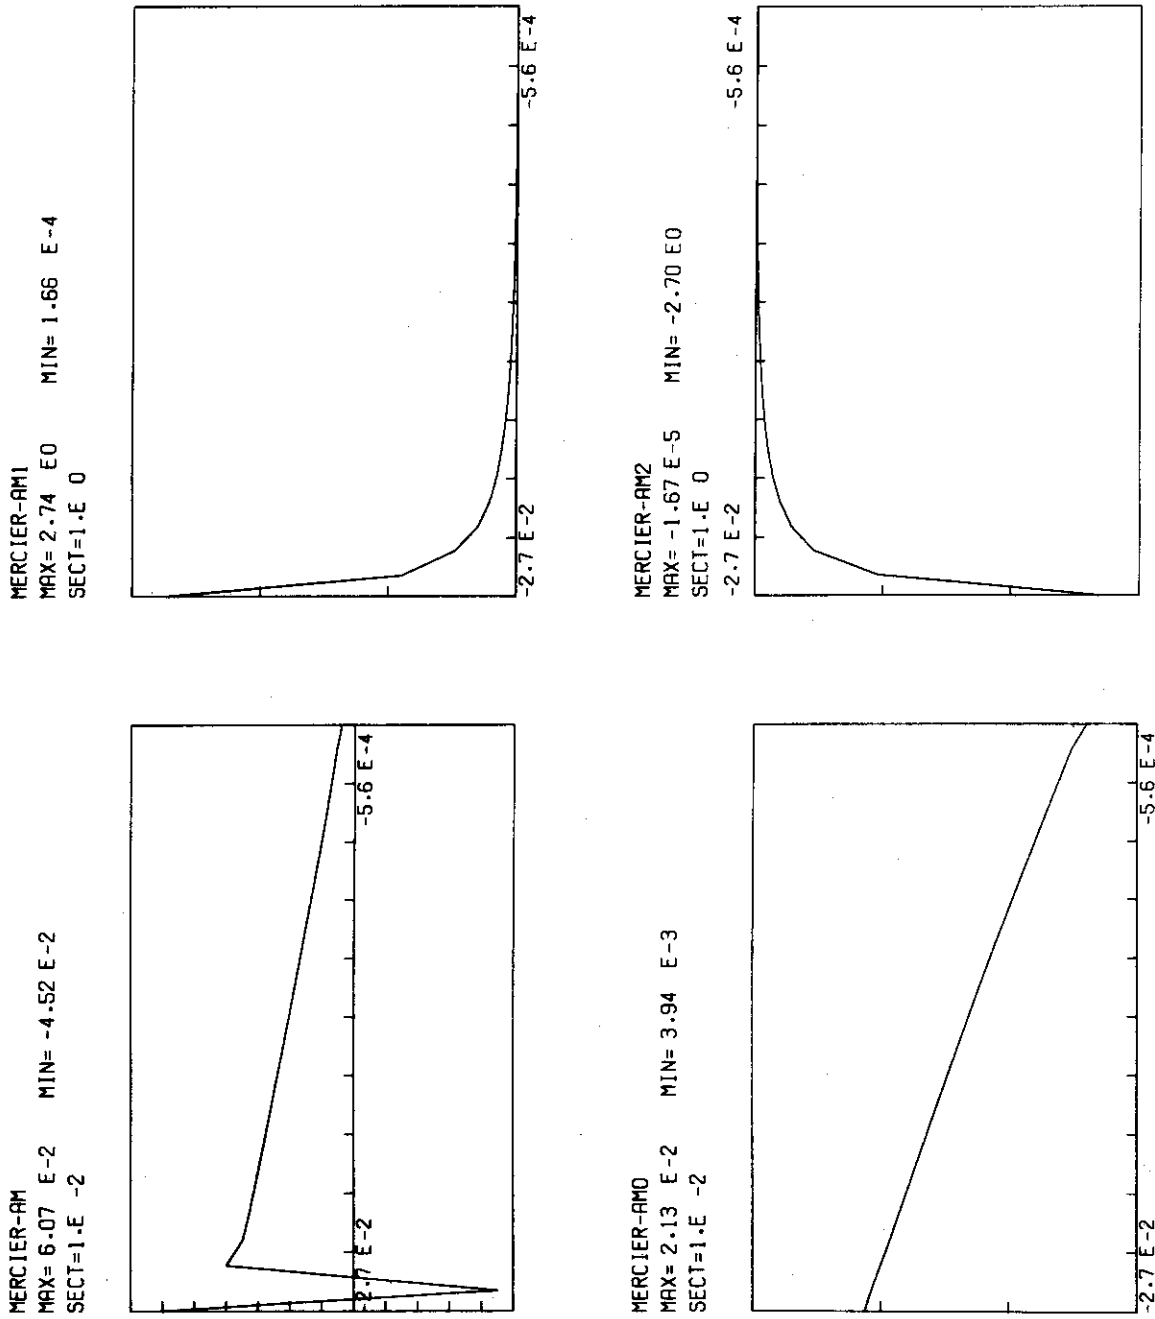 MERCIER-AM1
MAX= 2.74 E0 MIN= 1.66 E-4
SECT=1.E 0
-2.7 E-2
-5.6 E-4
MERCIER-AM2
MAX= -1.67 E-5 MIN= -2.70 E0
SECT=1.E 0
-2.7 E-2
-5.6 E-4
MERCIER-AM
MAX= 6.07 E-2 MIN= -4.52 E-2
SECT=1.E -2
-2.7 E-2
-5.6 E-4
MERCIER-AM0
MAX= 2.13 E-2 MIN= 3.94 E-3
SECT=1.E -2
-2.7 E-2
-5.6 E-4